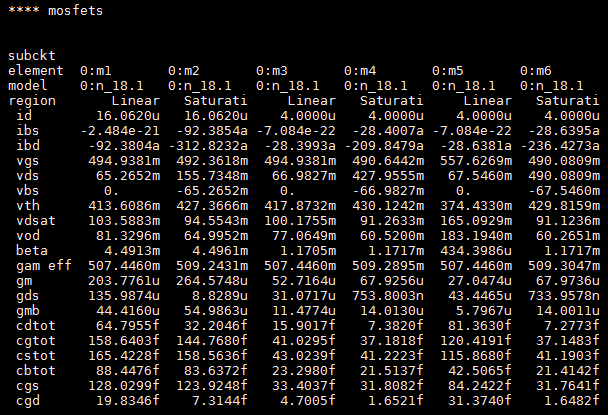 **** mosfets
subckt
element 0:m1 0:m2 0:m3 0:m4 0:m5 0:m6
model 0:n_18.1 0:n_18.1 0:n_18.1 0:n_18.1 0:n_18.1 0:n_18.1
region Linear Saturati Linear Saturati Linear Saturati
id 16.0620u 16.0620u 4.0000u 4.0000u 4.0000u 4.0000u
ibs -2.484e-21 -92.3854a -7.084e-22 -28.4007a -7.084e-22 -28.6395a
ibd -92.3804a -312.8232a -28.3993a -209.8479a -28.6381a -236.4273a
vgs 494.9381m 492.3618m 494.9381m 490.6442m 557.6269m 490.0809m
vds 65.2652m 155.7348m 66.9827m 427.9555m 67.5460m 490.0809m
vbs 0. -65.2652m 0. -66.9827m 0. -67.5460m
vth 413.6086m 427.3666m 417.8732m 430.1242m 374.4330m 429.8159m
vdsat 103.5883m 94.5543m 100.1755m 91.2633m 165.0929m 91.1236m
vod 81.3296m 64.9952m 77.0649m 60.5200m 183.1940m 60.2651m
beta 4.4913m 4.4961m 1.1705m 1.1717m 434.3986u 1.1717m
gam eff 507.4460m 509.2431m 507.4460m 509.2895m 507.4460m 509.3047m
gm 203.7761u 264.5748u 52.7164u 67.9256u 27.0474u 67.9736u
gds 135.9874u 8.8289u 31.0717u 753.8003n 43.4465u 733.9578n
gmb 44.4160u 54.9863u 11.4774u 14.0130u 5.7967u 14.0011u
cdtot 64.7955f 32.2046f 15.9017f 7.3820f 81.3630f 7.2773f
cgtot 158.6403f 144.7680f 41.0295f 37.1818f 120.4191f 37.1483f
cstot 165.4228f 158.5636f 43.0239f 41.2223f 115.8680f 41.1903f
cbtot 88.4476f 83.6372f 23.2980f 21.5137f 42.5065f 21.4142f
cgs 128.0299f 123.9248f 33.4037f 31.8082f 84.2422f 31.7641f
cgd 19.8346f 7.3144f 4.7005f 1.6521f 31.3740f 1.6482f